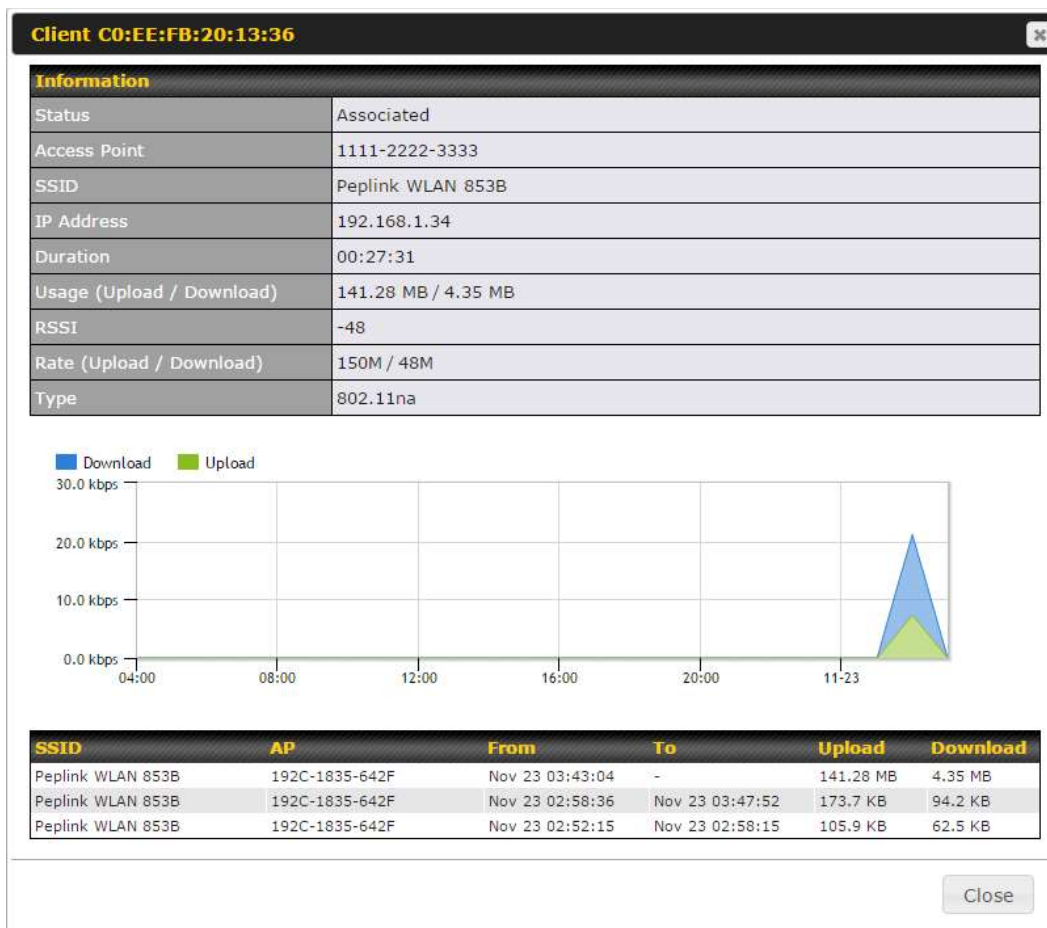 Client C0:EE:FB:20:13:36
Information
Status Associated
Access Point 1111-2222-3333
SSID Peplink WLAN 853B
IP Address 192.168.1.34
Duration 00:27:31
Usage (Upload / Download) 141.28 MB / 4.35 MB
RSSI -48
Rate (Upload / Download) 150M / 48M
Type 802.11na
Download Upload
30.0 kbps
20.0 kbps
10.0 kbps
0.0 kbps
04:00 08:00 12:00 16:00 20:00 11-23
SSID AP From To Upload Download
Peplink WLAN 853B 192C-1835-642F Nov 23 03:43:04 - 141.28 MB 4.35 MB
Peplink WLAN 853B 192C-1835-642F Nov 23 02:58:36 Nov 23 03:47:52 173.7 KB 94.2 KB
Peplink WLAN 853B 192C-1835-642F Nov 23 02:52:15 Nov 23 02:58:15 105.9 KB 62.5 KB
Close